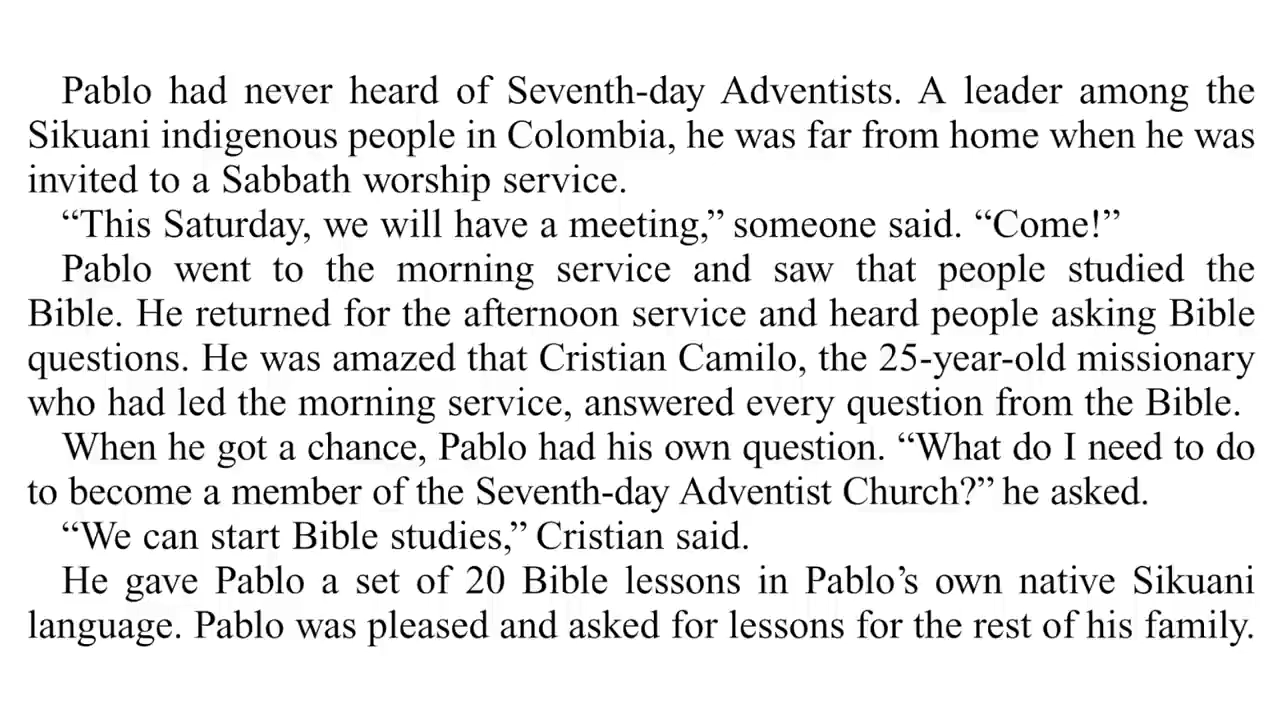 Pablo had never heard of Seventh-day Adventists. A leader among the
Sikuani indigenous people in Colombia, he was far from home when he was
invited to a Sabbath worship service.
“This Saturday, we will have a meeting,” someone said. “Come!”
Pablo went to the morning service and saw that people studied the
Bible. He returned for the afternoon service and heard people asking Bible
questions. He was amazed that Cristian Camilo, the 25-year-old missionary
who had led the morning service, answered every question from the Bible.
When he got a chance, Pablo had his own question. “What do I need to do
to become a member of the Seventh-day Adventist Church?” he asked.
“We can start Bible studies,” Cristian said.
He gave Pablo a set of 20 Bible lessons in Pablo’s own native Sikuani
language. Pablo was pleased and asked for lessons for the rest of his family.